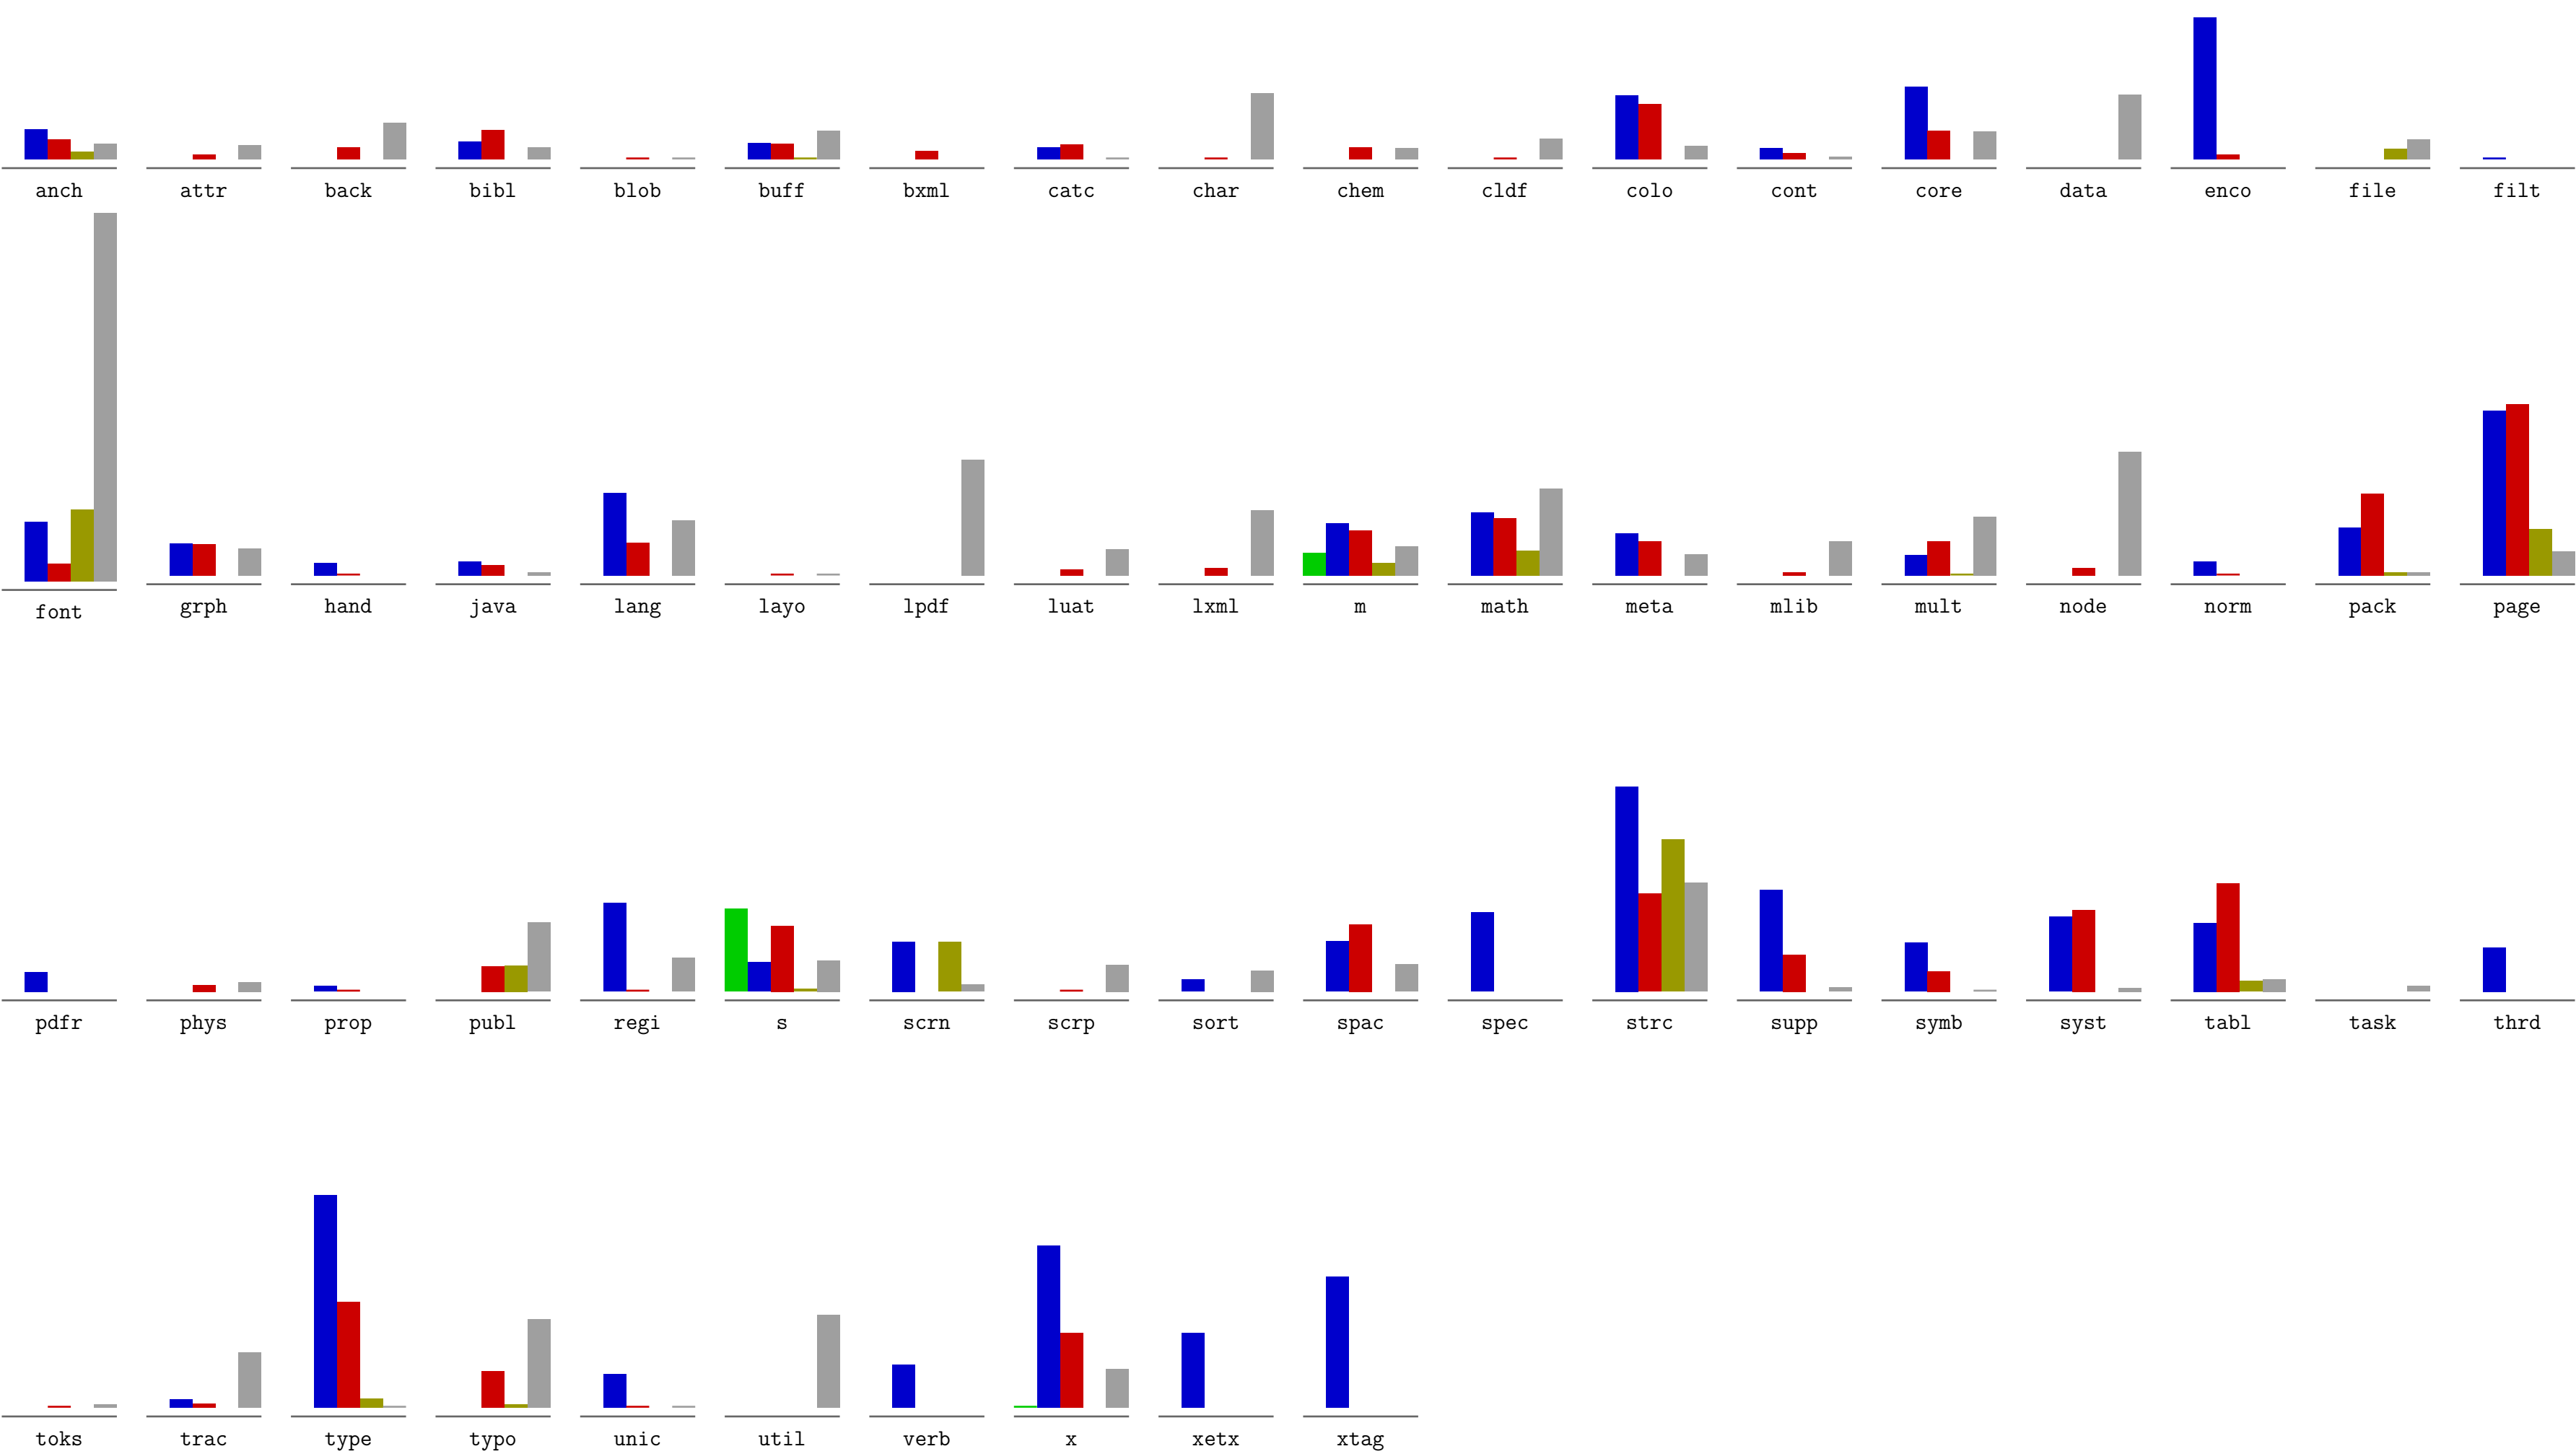 anch attr back bibl blob buff bxml catc char chem cldf colo cont core data enco file filt
font grph hand java lang layo lpdf luat lxml m math meta mlib mult node norm pack page
pdfr phys prop publ regi s scrn scrp sort spac spec strc supp symb syst tabl task thrd
toks trac type typo unic util verb x xetx xtag